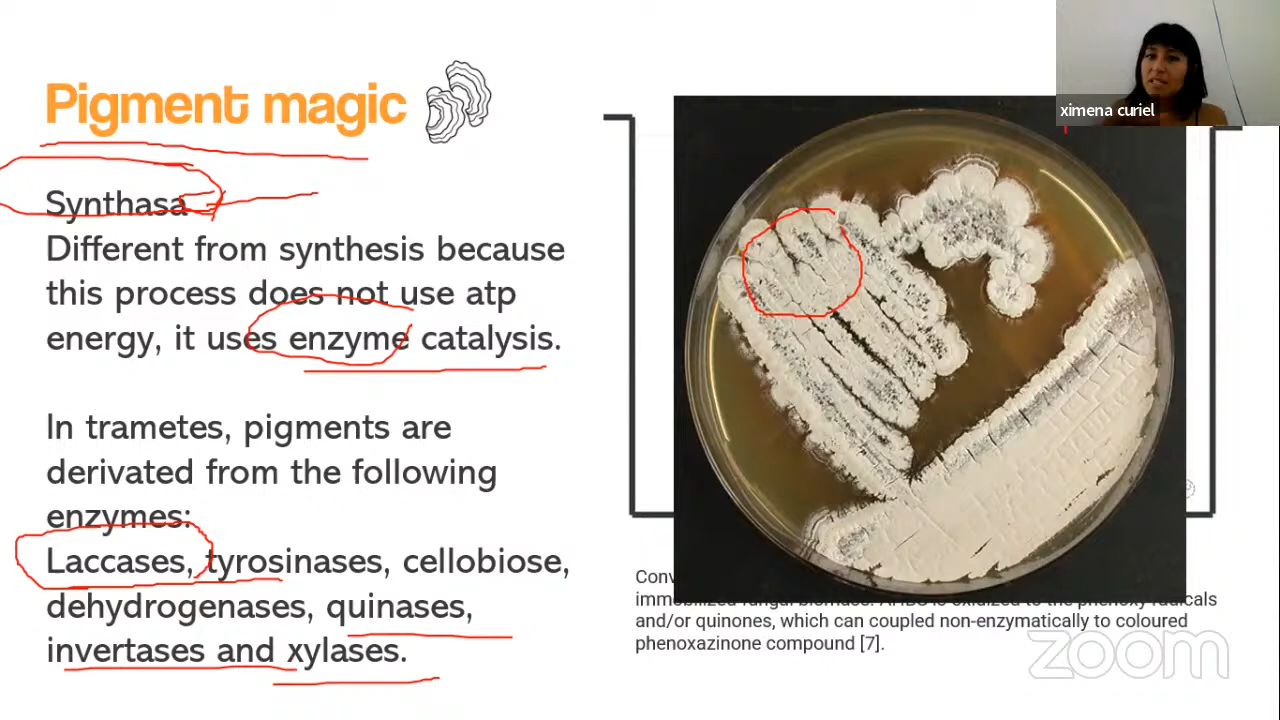 Pigment magic
Synthasa
Different from synthesis because
this process does not use atp
energy, it uses enzyme catalysis.
In trametes, pigments are
derivated from the following
enzymes:
Laccases, tyrosinases, cellobiose,
dehydrogenases, quinases,
invertases and xylases.
ximena curiel
and/or quinones, which can coupled non-enzymatically to coloured
phenoxazinone compound [7].
zoom